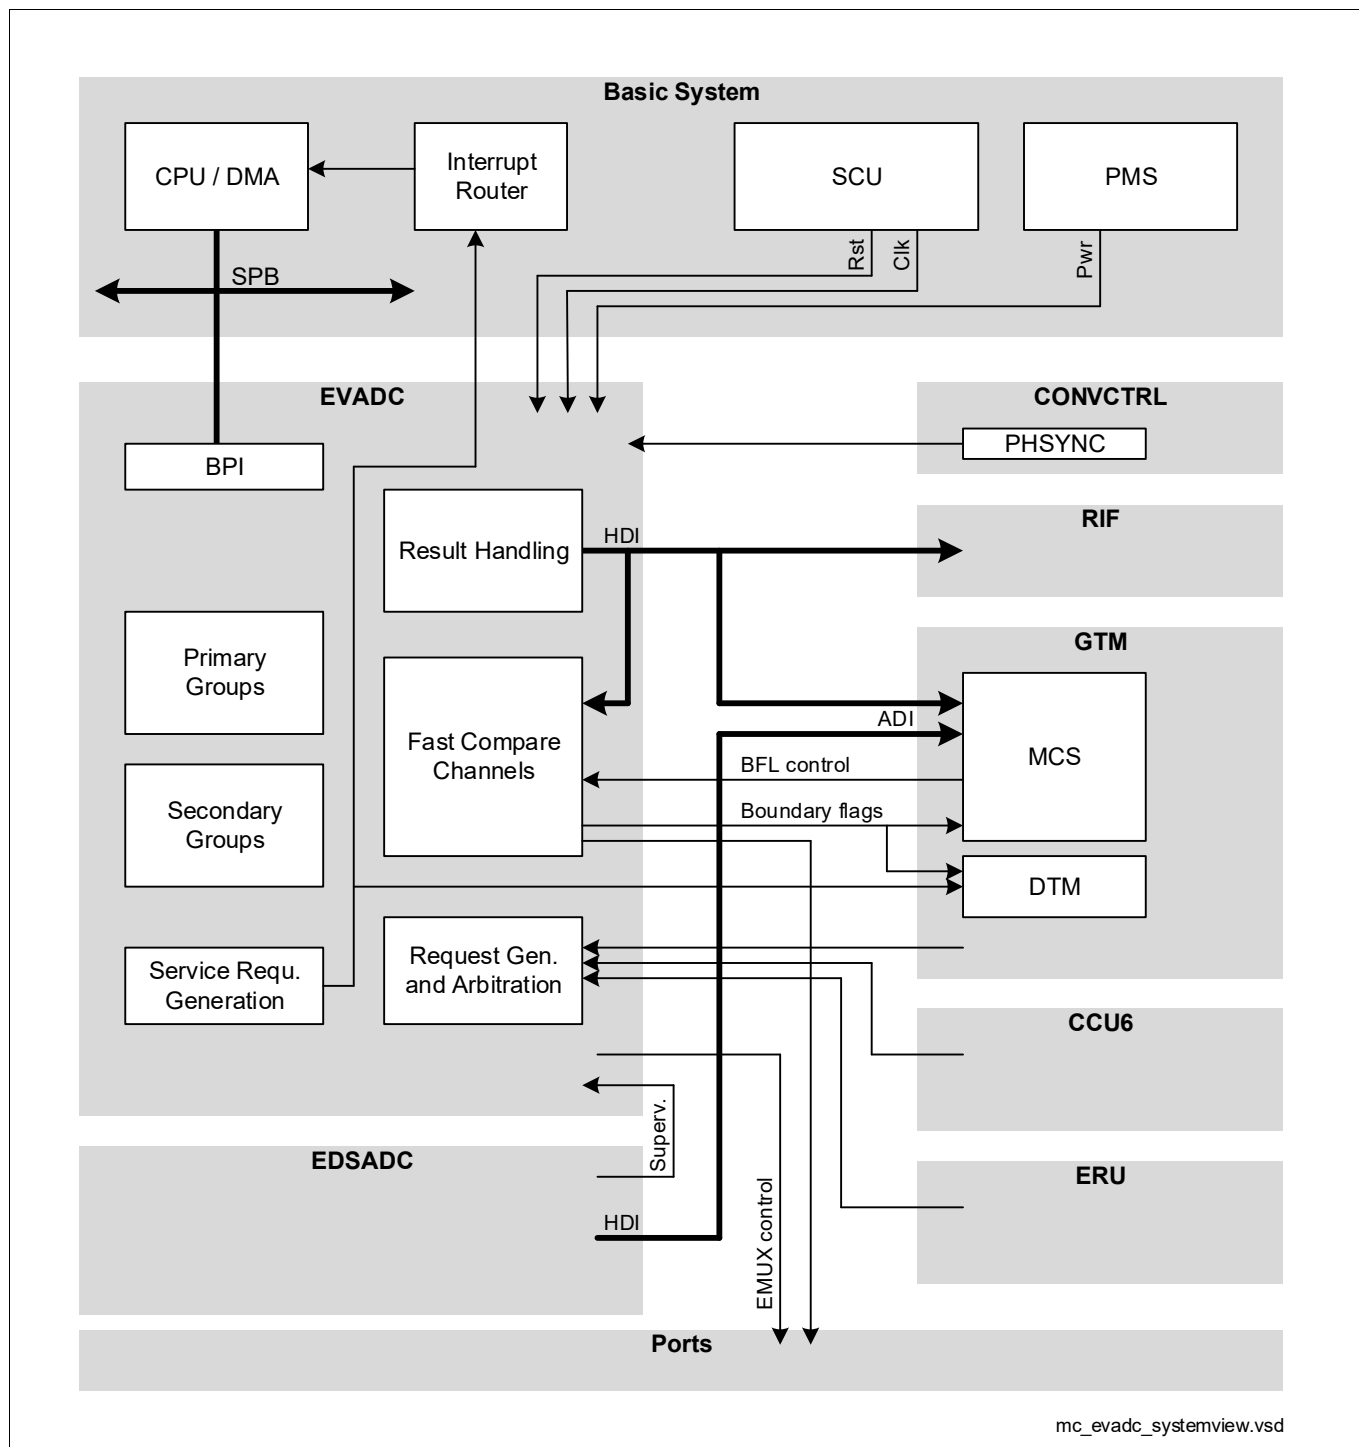 Basic System
CPU / DMA
Interrupt
Router
SCU
PMS
Rst
Clk
Pwr
SPB
EVADC
CONVCTRL
BPI
PHSYNC
Result Handling
HDI
RIF
Primary
Groups
GTM
Fast Compare
Channels
ADI
MCS
BFL control
Boundary flags
Secondary
Groups
DTM
Service Requ.
Generation
Request Gen.
and Arbitration
CCU6
Superv.
EDSADC
HDI
EMUX control
ERU
Ports
mc_evadc_systemview.vsd